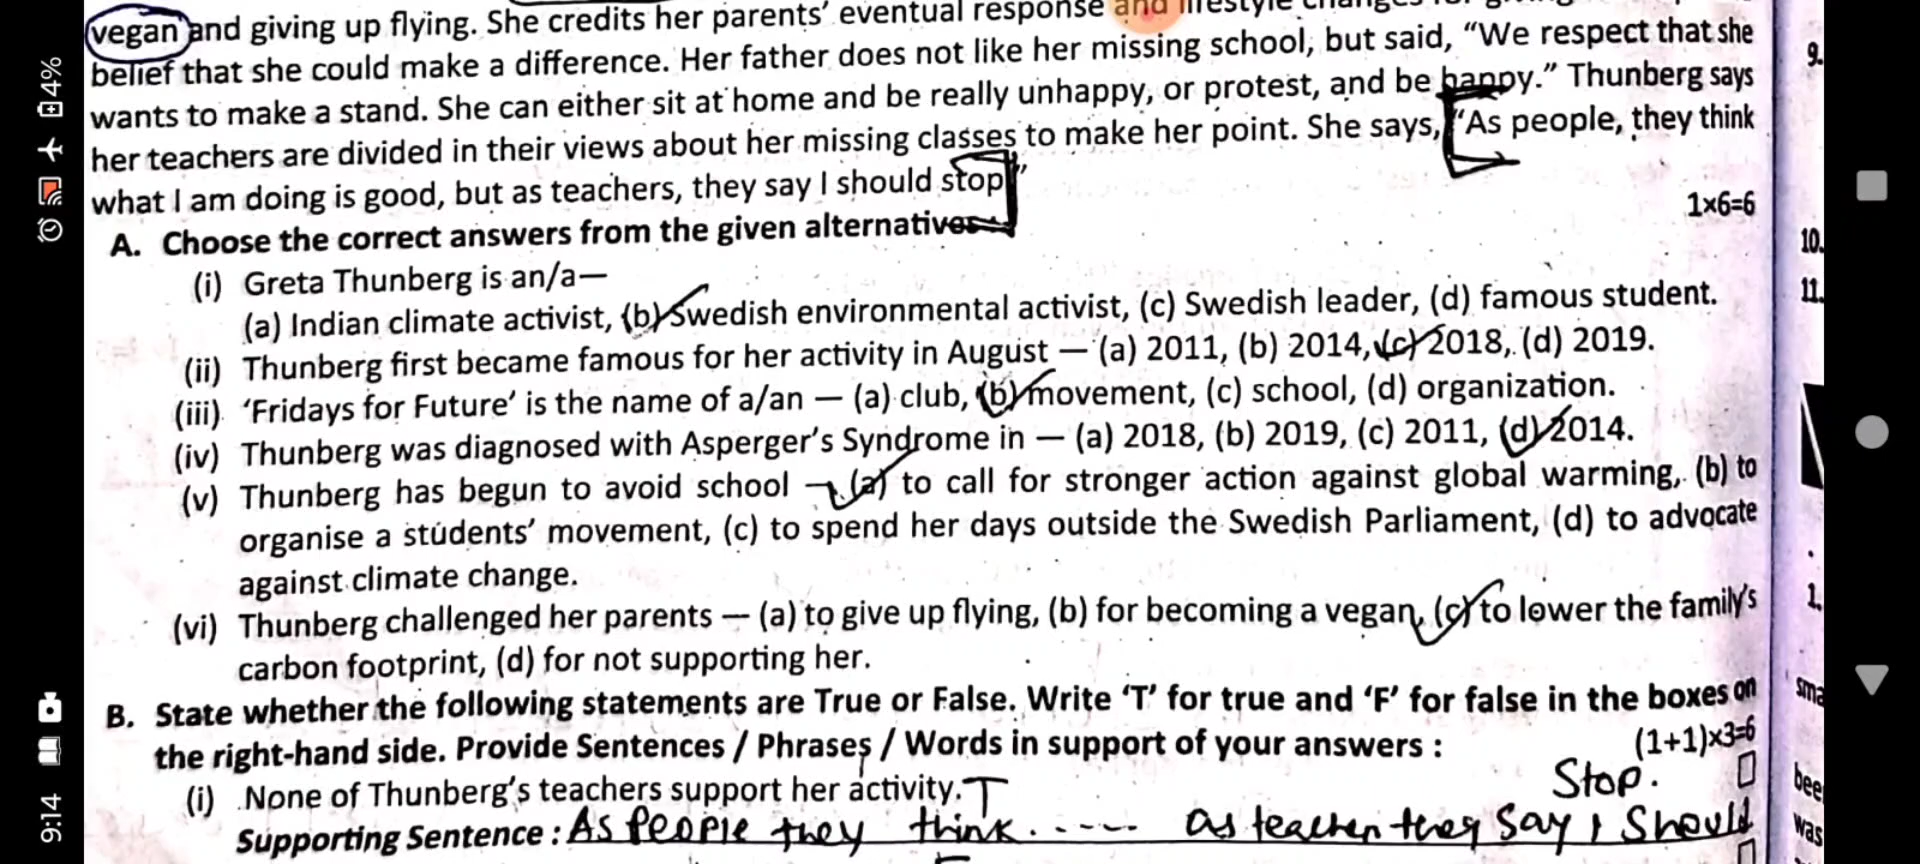 vegan and giving up flying. She credits her parents' eventual response and lifestyle
belief that she could make a difference. Her father does not like her missing school, but said, “We respect that she
wants to make a stand. She can either sit at home and be really unhappy, or protest, and be happy.” Thunberg says
her teachers are divided in their views about her missing classes to make her point. She says, “As people, they think
what I am doing is good, but as teachers, they say I should stop”
A. Choose the correct answers from the given alternatives
1×6=6
(i) Greta Thunberg is an/a—
(a) Indian climate activist, (b) Swedish environmental activist, (c) Swedish leader, (d) famous student.
(ii) Thunberg first became famous for her activity in August — (a) 2011, (b) 2014, (c) 2018, (d) 2019.
(iii) ‘Fridays for Future’ is the name of a/an — (a) club, (b) movement, (c) school, (d) organization.
(iv) Thunberg was diagnosed with Asperger's Syndrome in — (a) 2018, (b) 2019, (c) 2011, (d) 2014.
(v) Thunberg has begun to avoid school — (a) to call for stronger action against global warming, (b) to
organise a students' movement, (c) to spend her days outside the Swedish Parliament, (d) to advocate
against climate change.
(vi) Thunberg challenged her parents — (a) to give up flying, (b) for becoming a vegan, (c) to lower the family's
carbon footprint, (d) for not supporting her.
B. State whether the following statements are True or False. Write ‘T’ for true and ‘F’ for false in the boxes on
the right-hand side. Provide Sentences / Phrases / Words in support of your answers :
(1+1)×3=6
(i) None of Thunberg's teachers support her activity. T
Stop.
Supporting Sentence : As People they think. ---- as teacher they Say I Should
9.
10.
11.
1.
sma
bee
was
4%
9:14